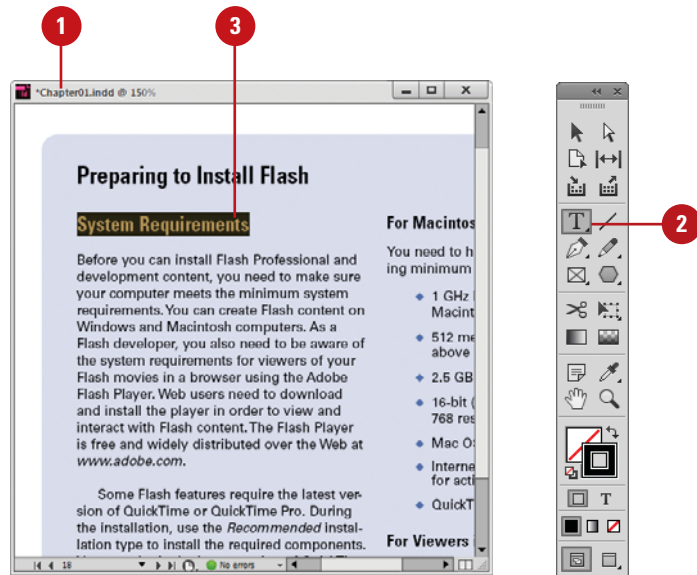 1
3
*Chapter01.indd @ 150%
Preparing to Install Flash
System Requirements
Before you can install Flash Professional and
development content, you need to make sure
your computer meets the minimum system
requirements. You can create Flash content on
Windows and Macintosh computers. As a
Flash developer, you also need to be aware of
the system requirements for viewers of your
Flash movies in a browser using the Adobe
Flash Player. Web users need to download
and install the player in order to view and
interact with Flash content. The Flash Player
is free and widely distributed over the Web at
www.adobe.com.
Some Flash features require the latest ver-
sion of QuickTime or QuickTime Pro. During
the installation, use the Recommended instal-
lation type to install the required components.
For Macintos
You need to h
ing minimum
1 GHz
Macint
512 me
above
2.5 GB
16-bit (
768 res
Mac O
Interne
for acti
QuickT
For Viewers
18
No errors
T
2
T